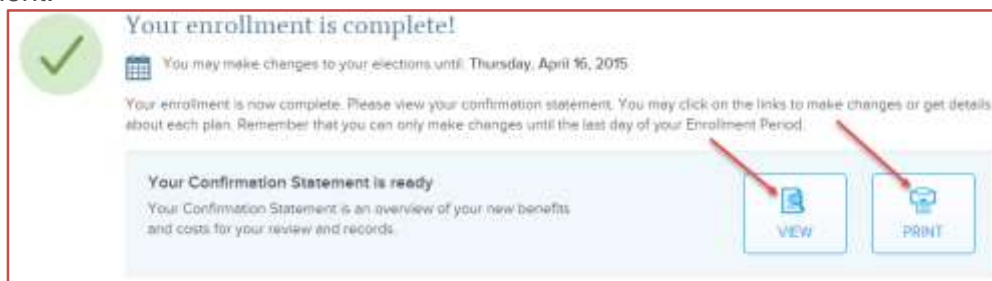 Your enrollment is complete!
You may make changes to your elections until: Thursday, April 16, 2015
Your enrollment is now complete. Please view your confirmation statement. You may click on the links to make changes or get details
about each plan. Remember that you can only make changes until the last day of your Enrollment Period.
Your Confirmation Statement is ready
Your Confirmation Statement is an overview of your new benefits
and costs for your review and records.
VIEW
PRINT